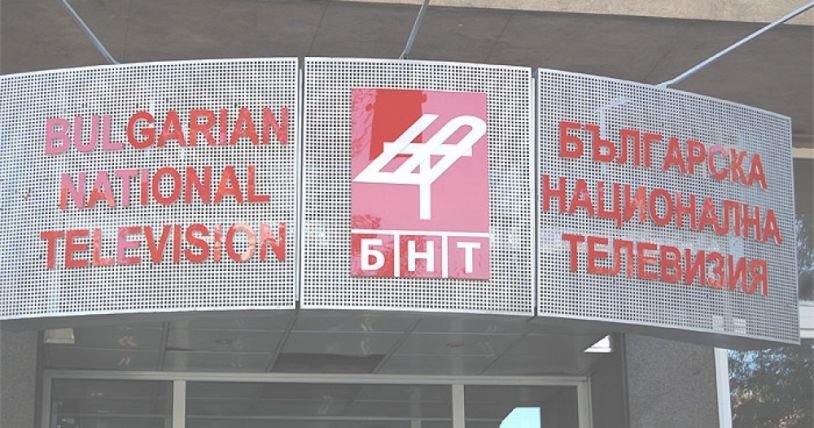 BULGARIAN
NATIONAL
TELEVISION
БНТ
БЪЛГАРСКА
НАЦИОНАЛНА
ТЕЛЕВИЗИЯ